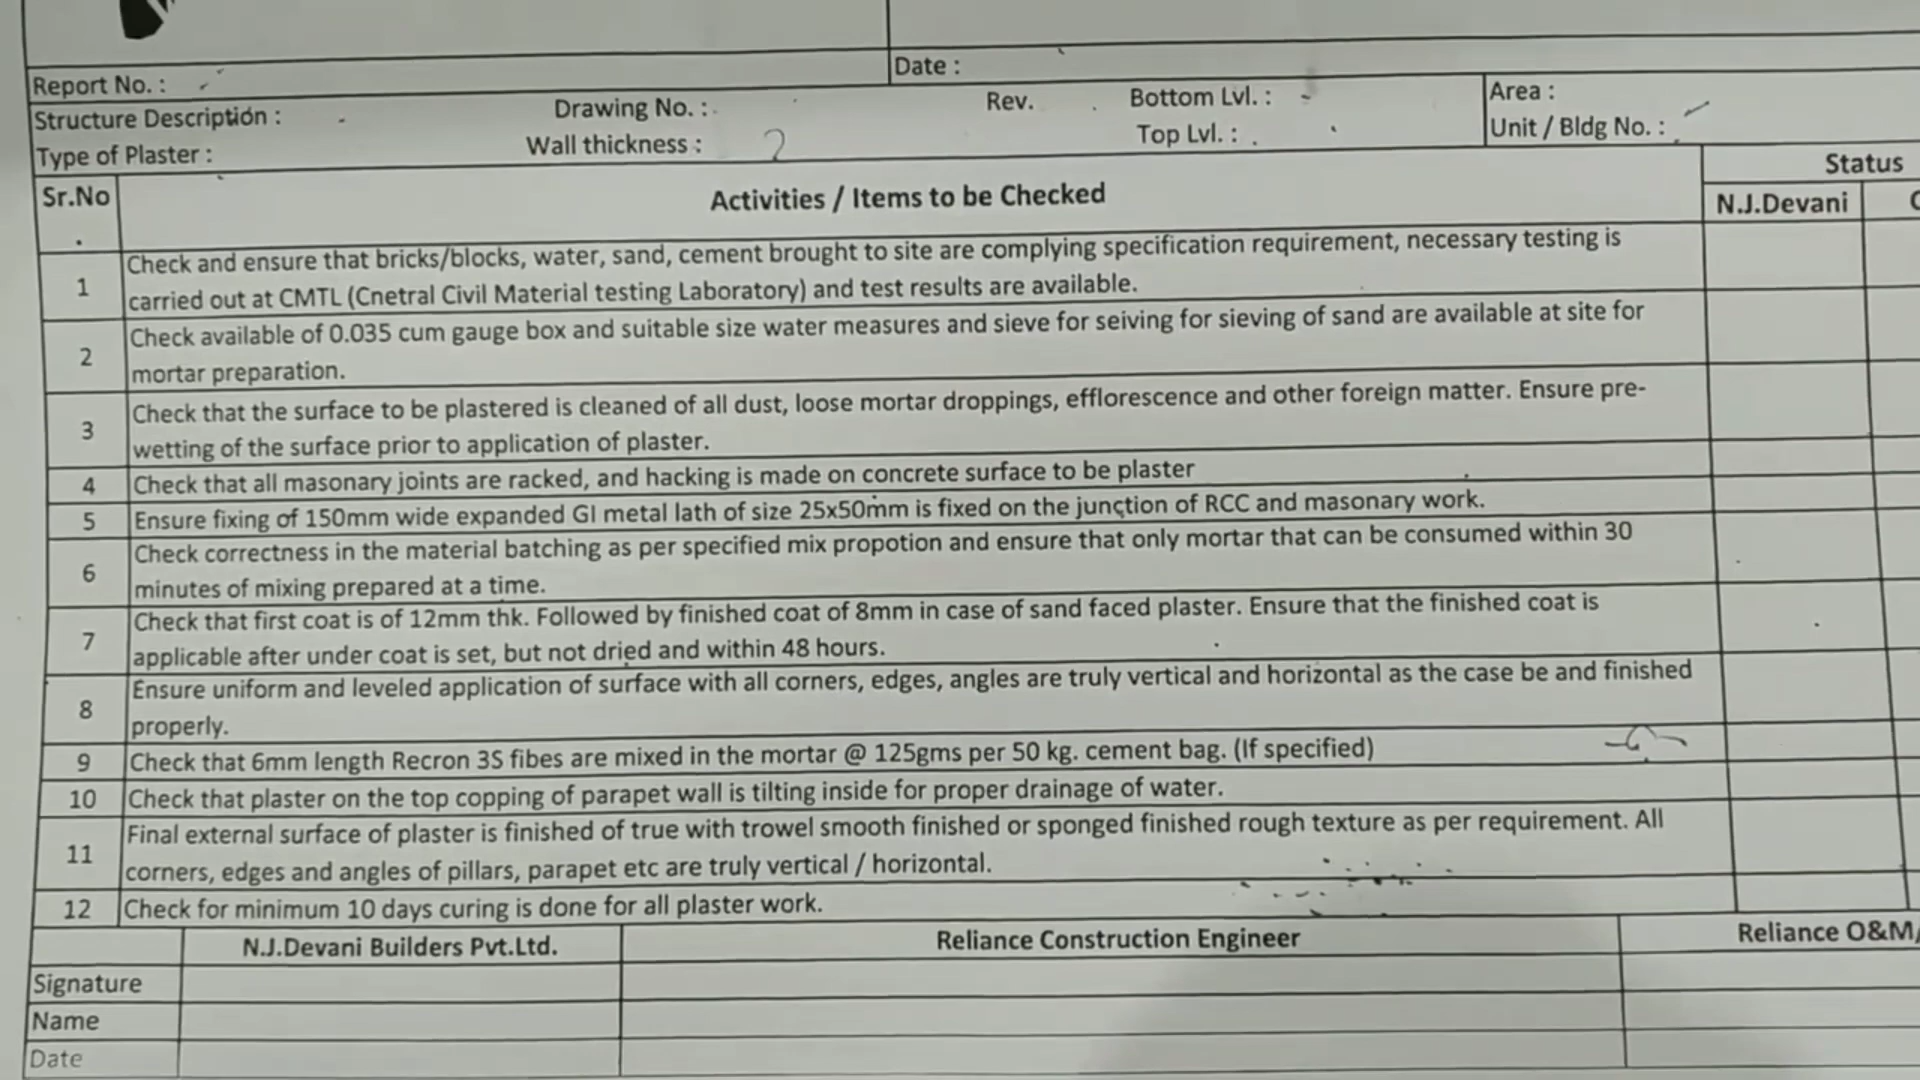 Date :
Report No. :
Structure Description :
Drawing No. :
Rev.
Bottom Lvl. :
Area :
Type of Plaster :
Wall thickness :
Top Lvl. :
Unit / Bldg No. :
Sr.No
Activities / Items to be Checked
Status
N.J.Devani
1
Check and ensure that bricks/blocks, water, sand, cement brought to site are complying specification requirement, necessary testing is
carried out at CMTL (Cnetral Civil Material testing Laboratory) and test results are available.
2
Check available of 0.035 cum gauge box and suitable size water measures and sieve for seiving for sieving of sand are available at site for
mortar preparation.
3
Check that the surface to be plastered is cleaned of all dust, loose mortar droppings, efflorescence and other foreign matter. Ensure pre-
wetting of the surface prior to application of plaster.
4
Check that all masonary joints are racked, and hacking is made on concrete surface to be plaster
5
Ensure fixing of 150mm wide expanded GI metal lath of size 25x50mm is fixed on the junction of RCC and masonary work.
6
Check correctness in the material batching as per specified mix propotion and ensure that only mortar that can be consumed within 30
minutes of mixing prepared at a time.
7
Check that first coat is of 12mm thk. Followed by finished coat of 8mm in case of sand faced plaster. Ensure that the finished coat is
applicable after under coat is set, but not dried and within 48 hours.
8
Ensure uniform and leveled application of surface with all corners, edges, angles are truly vertical and horizontal as the case be and finished
properly.
9
Check that 6mm length Recron 3S fibes are mixed in the mortar @ 125gms per 50 kg. cement bag. (If specified)
10
Check that plaster on the top copping of parapet wall is tilting inside for proper drainage of water.
11
Final external surface of plaster is finished of true with trowel smooth finished or sponged finished rough texture as per requirement. All
corners, edges and angles of pillars, parapet etc are truly vertical / horizontal.
12
Check for minimum 10 days curing is done for all plaster work.
N.J.Devani Builders Pvt.Ltd.
Reliance Construction Engineer
Reliance O&M/
Signature
Name
Date